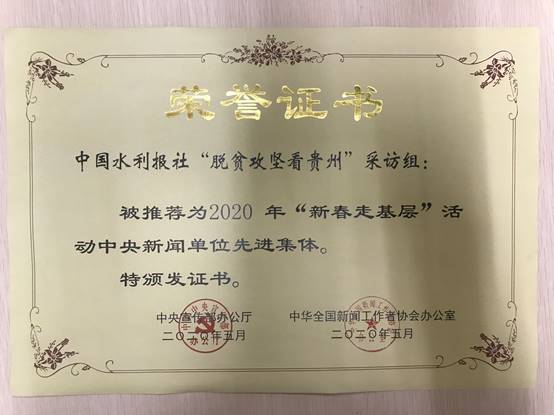 荣誉证书
中国水利报社“脱贫攻坚看贵州”采访组：
被推荐为2020 年“新春走基层”活
动中央新闻单位先进集体。
特颁发证书。
中央宣传部办公厅 中华全国新闻工作者协会办公室
二〇二〇年五月 二〇二〇年五月